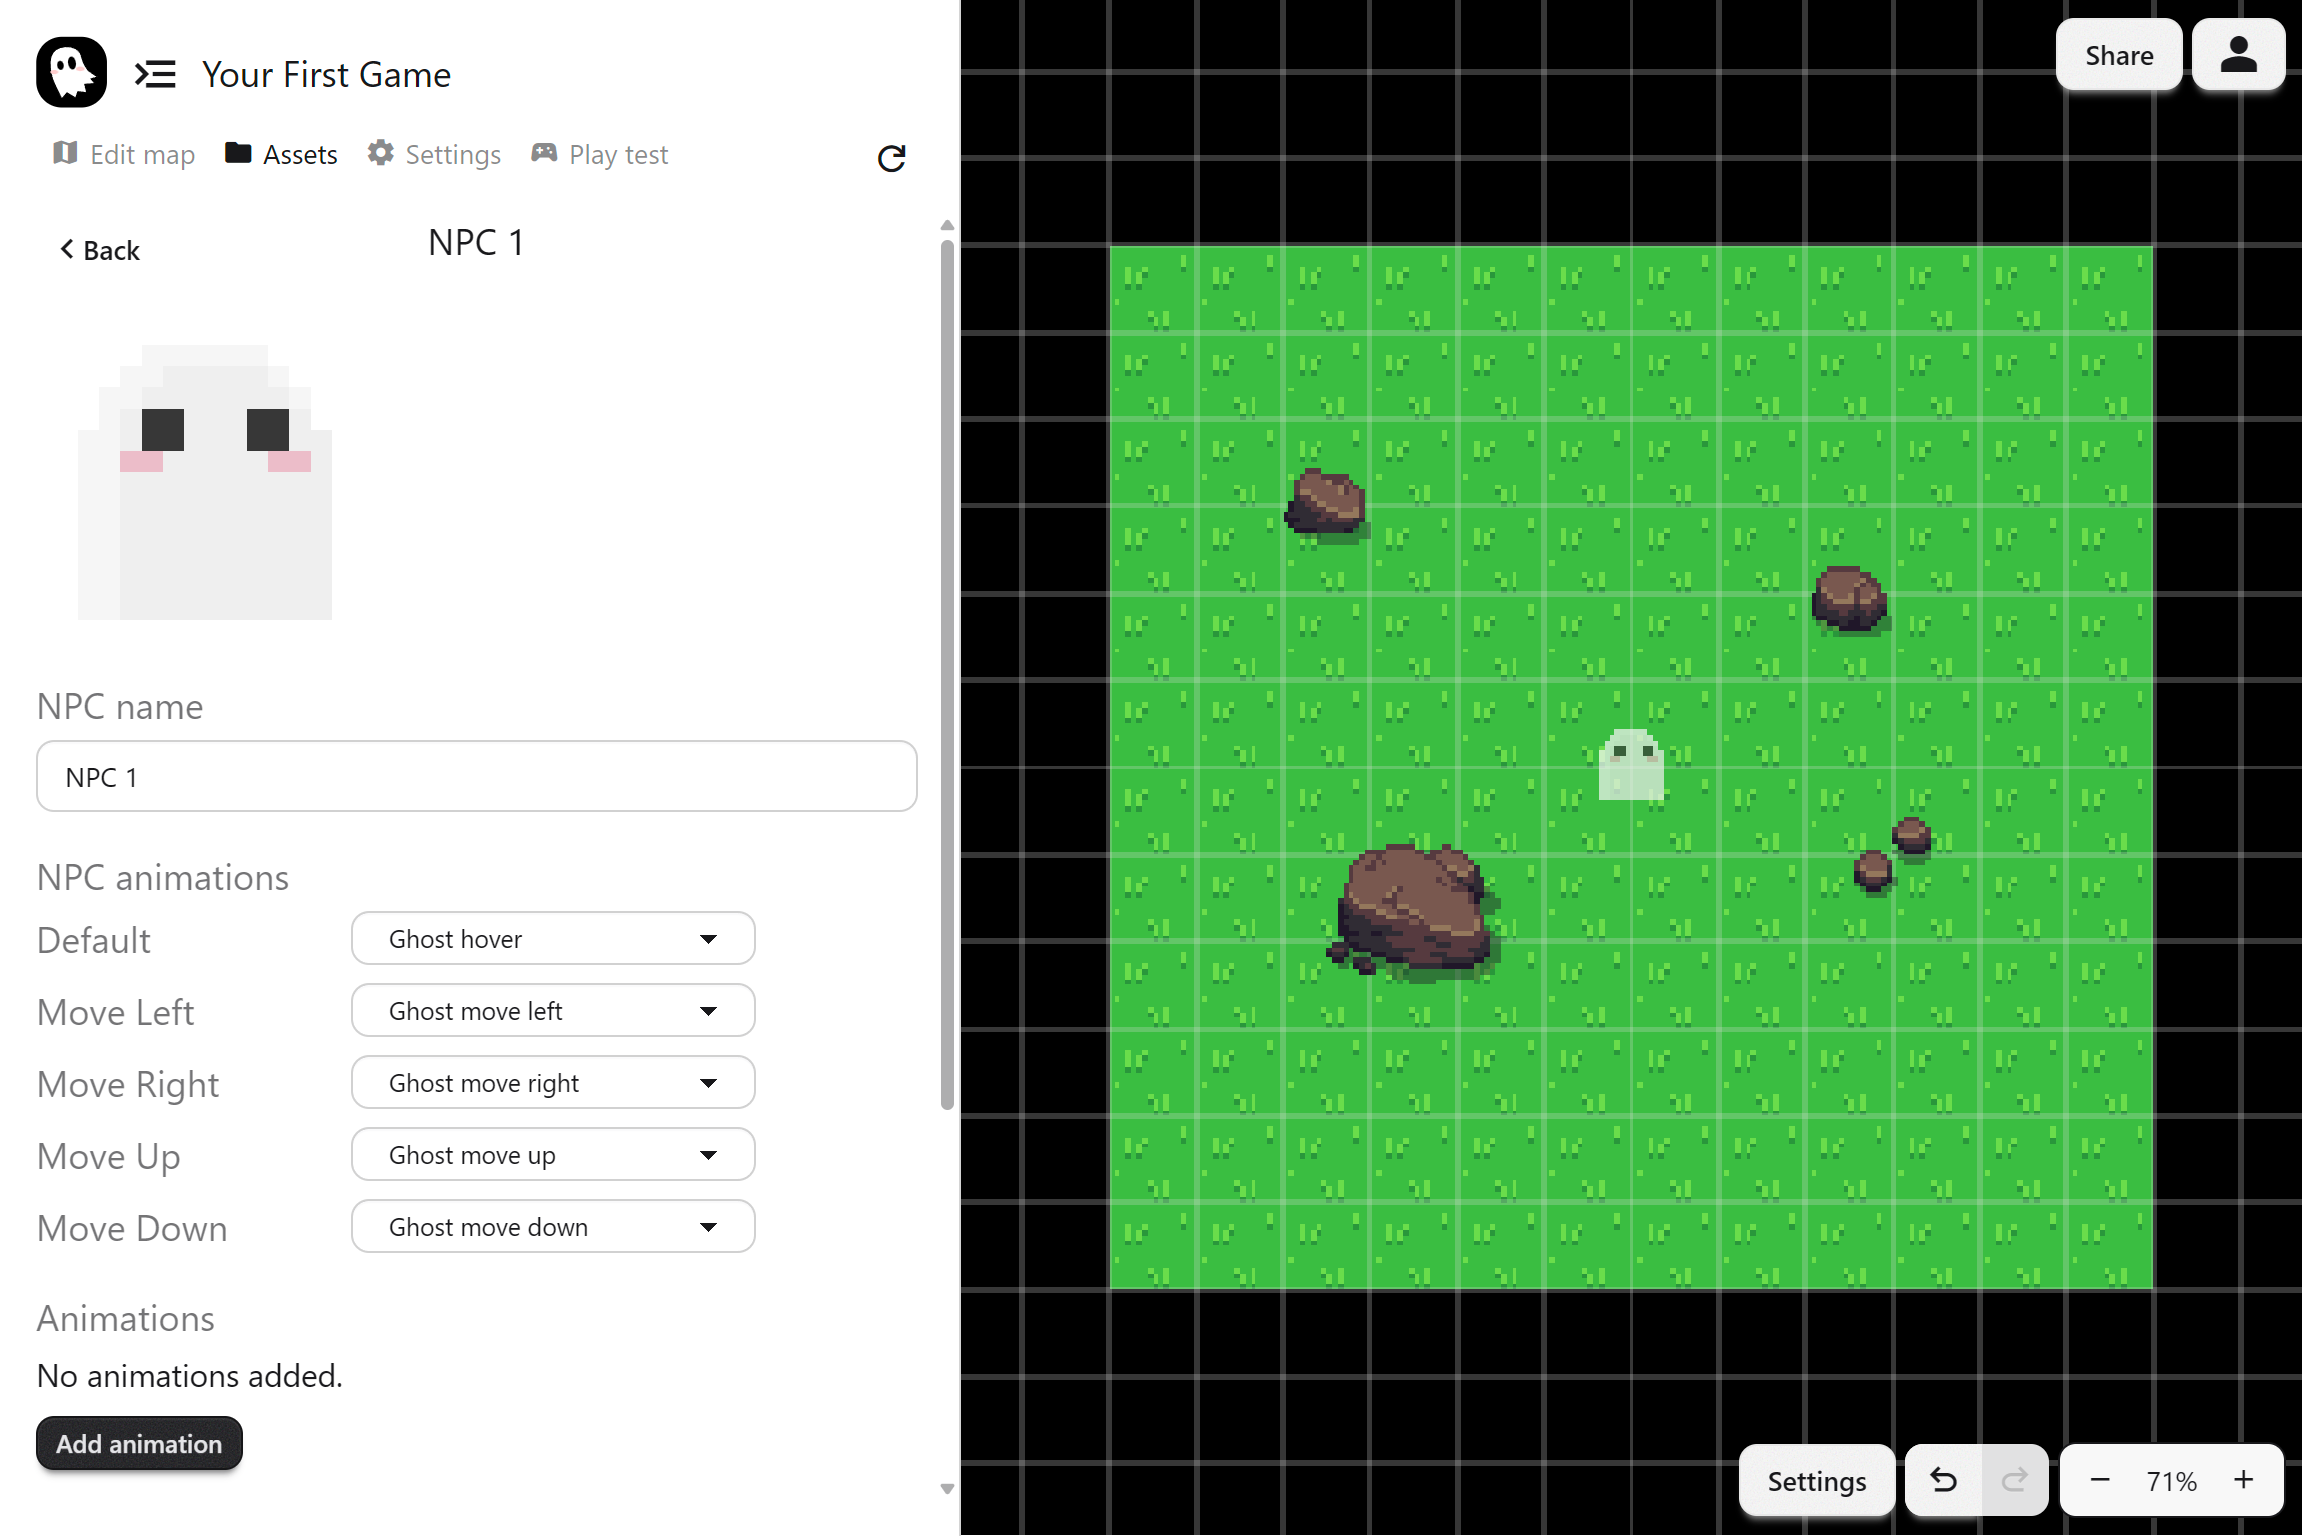 Your First Game
Share
Edit map
Assets
Settings
Play test
Back
NPC 1
NPC name
NPC 1
NPC animations
Default
Ghost hover
Move Left
Ghost move left
Move Right
Ghost move right
Move Up
Ghost move up
Move Down
Ghost move down
Animations
No animations added.
Add animation
Settings
71%